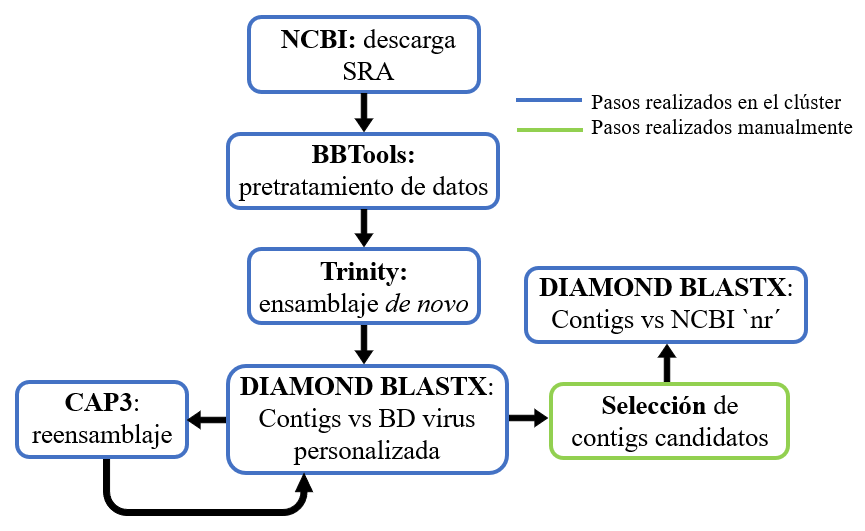 NCBI: descarga
SRA
Pasos realizados en el clúster
Pasos realizados manualmente
BBTools:
pretratamiento de datos
Trinity:
ensamblaje de novo
DIAMOND BLASTX:
Contigs vs NCBI `nr´
DIAMOND BLASTX:
Contigs vs BD virus
personalizada
CAP3:
reensamblaje
Selección de
contigs candidatos